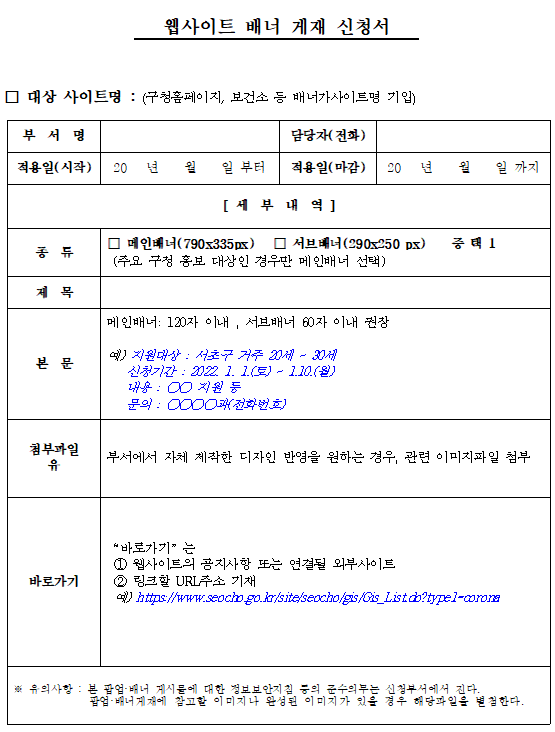 웹사이트 배너 게재 신청서
□ 대상 사이트명 : (구청홈페이지, 보건소 등 배너가사이트명 기입)
부 서 명 담당자(전화)
적용일(시작) 20 년 월 일 부터 적용일(마감) 20 년 월 일 까지
[ 세 부 내 역 ]
종 류 □ 메인배너(790x335px) □ 서브배너(290x250 px) 중 택 1
(주요 구청 홍보 대상인 경우만 메인배너 선택)
제 목
본 문 메인배너: 120자 이내 , 서브배너 60자 이내 권장
예) 지원대상 : 서초구 거주 20세 ~ 30세
신청기간 : 2022. 1. 1.(토) ~ 1.10.(월)
내용 : ○○ 지원 등
문의 : ○○○○과(전화번호)
첨부파일
유
부서에서 자체 제작한 디자인 반영을 원하는 경우, 관련 이미지파일 첨부
바로가기 “바로가기” 는
① 웹사이트의 공지사항 또는 연결될 외부사이트
② 링크할 URL주소 기재
예) https://www.seocho.go.kr/site/seocho/gis/Gis_List.do?type1=corona
※ 유의사항 : 본 팝업·배너 게시물에 대한 정보보안지침 등의 준수의무는 신청부서에서 진다.
팝업·배너게재에 참고할 이미지나 완성된 이미지가 있을 경우 해당파일을 별첨한다.